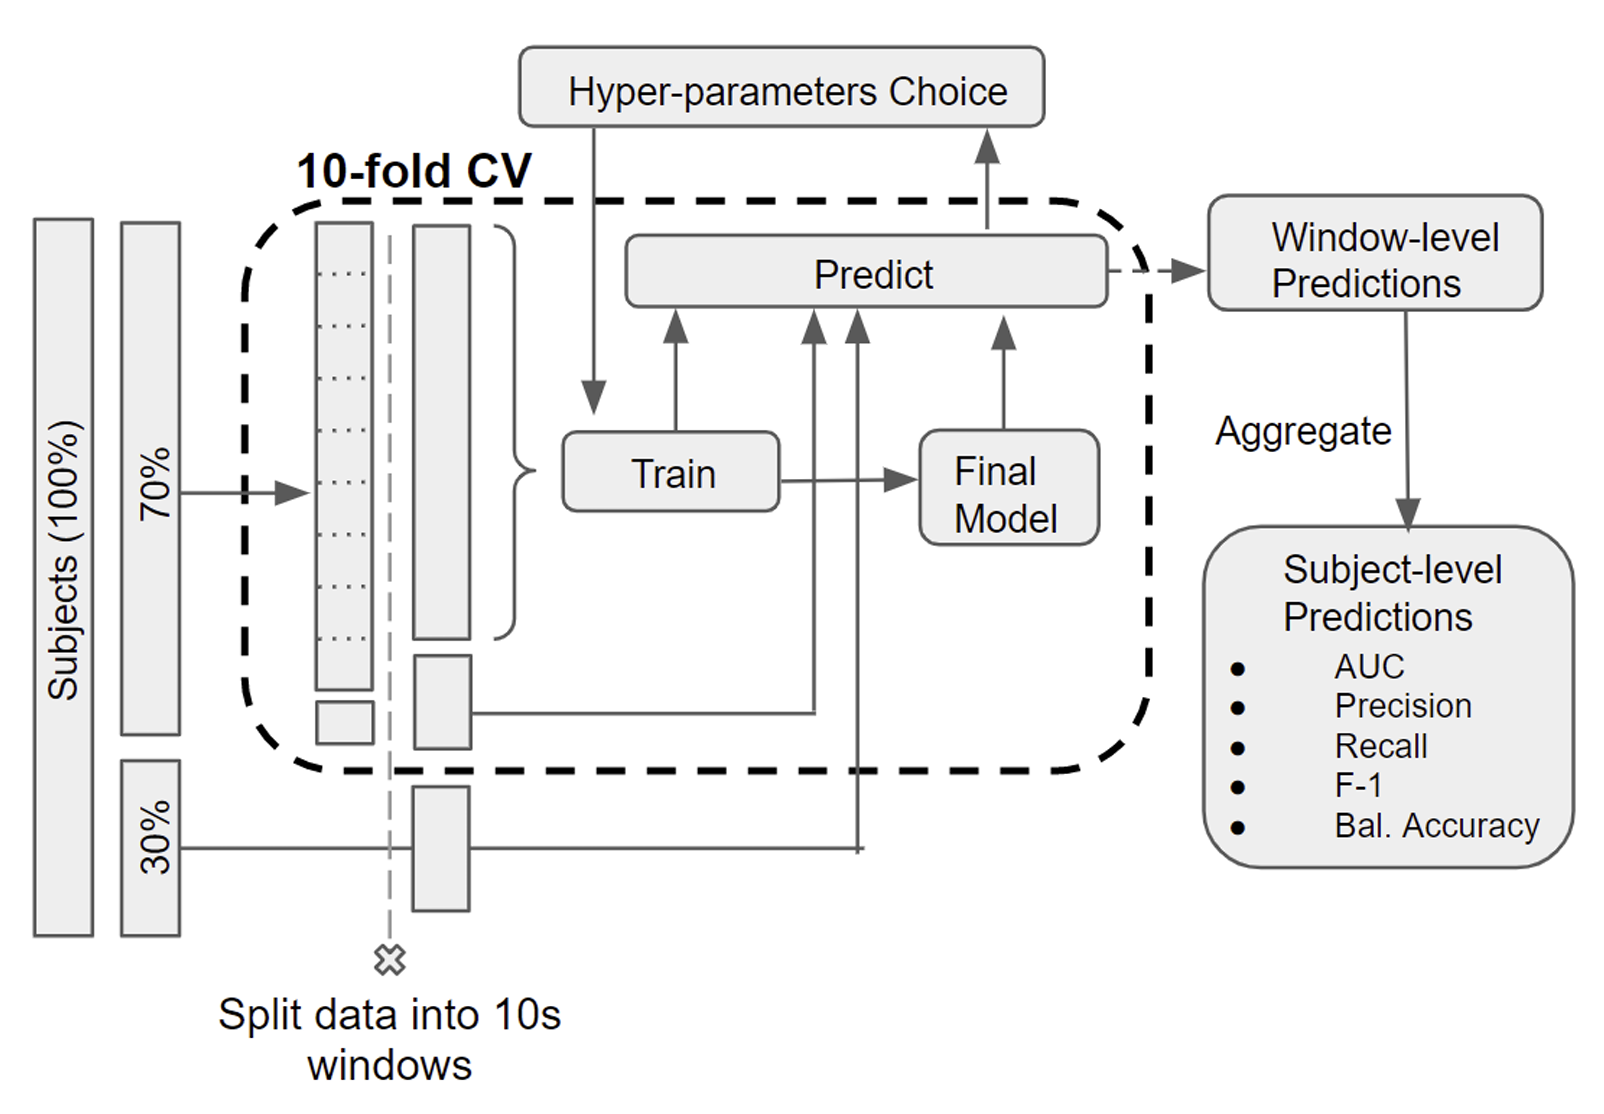 Hyper-parameters Choice
10-fold CV
Subjects (100%)
70%
30%
Predict
Train
Final
Model
Window-level
Predictions
Aggregate
Subject-level
Predictions
● AUC
● Precision
● Recall
● F-1
● Bal. Accuracy
Split data into 10s
windows